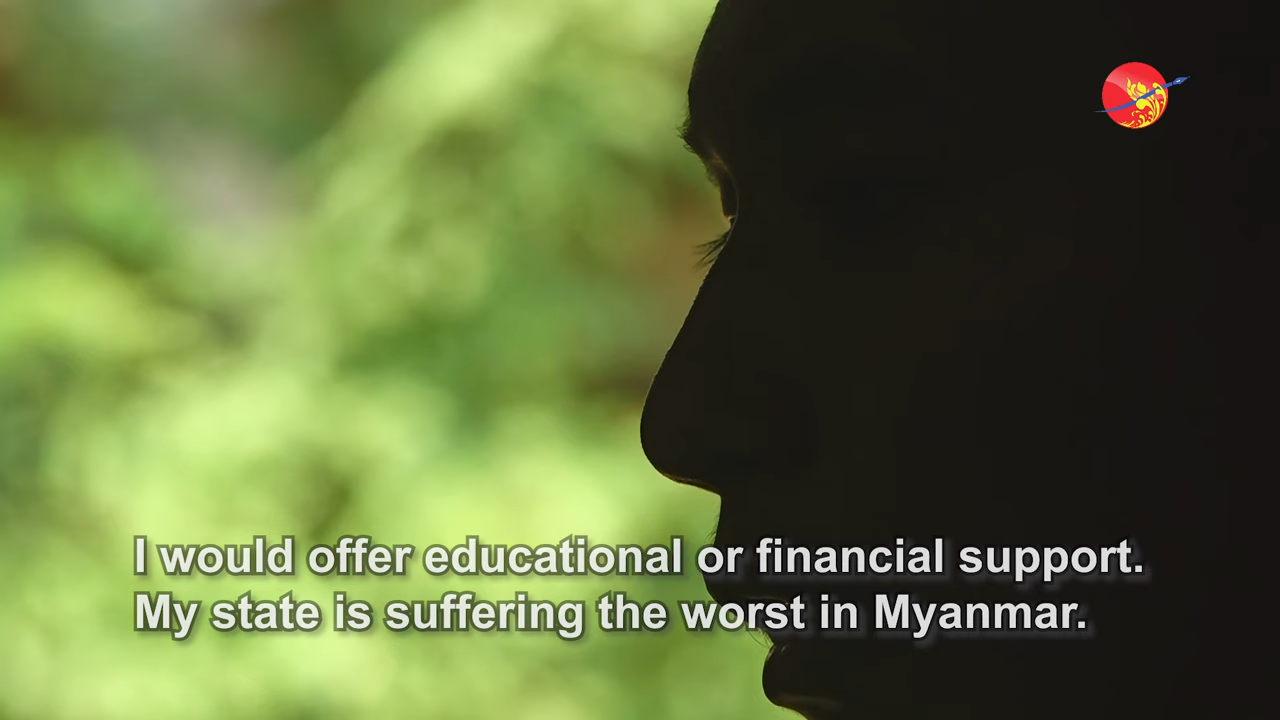 I would offer educational or financial support.
My state is suffering the worst in Myanmar.